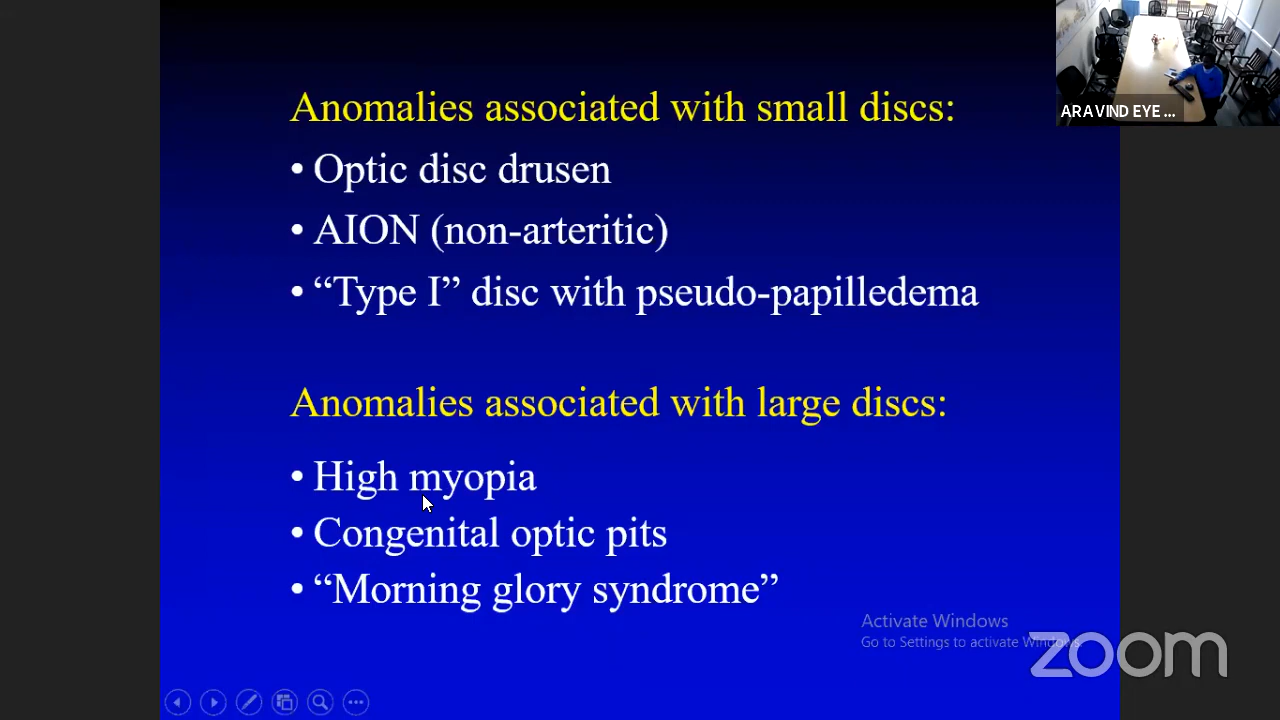 ARAVIND EYE ...
Anomalies associated with small discs:
• Optic disc drusen
• AION (non-arteritic)
• “Type I” disc with pseudo-papilledema
Anomalies associated with large discs:
• High myopia
• Congenital optic pits
• “Morning glory syndrome”
Activate Windows
Go to Settings to activate Windows.
zoom